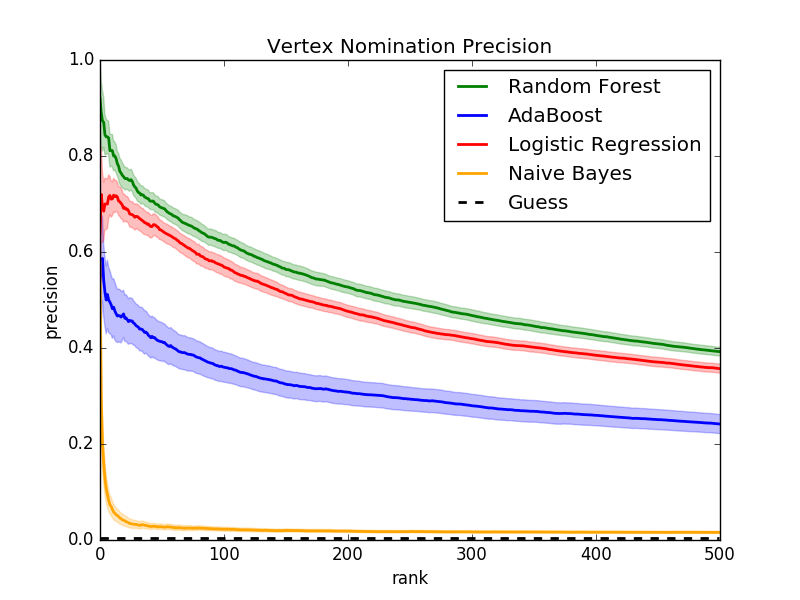 Vertex Nomination Precision
1.0
0.8
0.6
0.4
0.2
0.0
precision
Random Forest
AdaBoost
Logistic Regression
Naive Bayes
Guess
0 100 200 300 400 500
rank